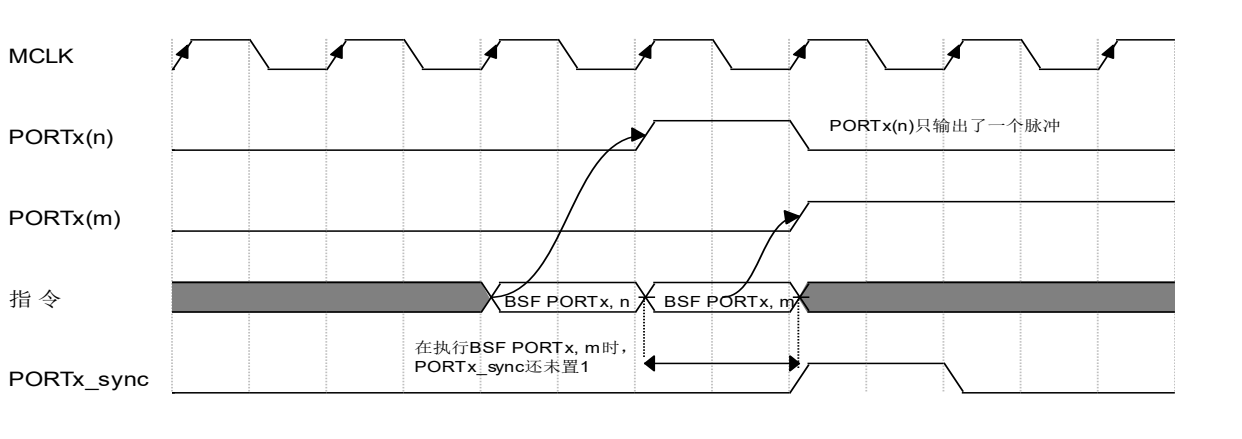 MCLK
PORTx(n)
PORTx(n)只输出了一个脉冲
PORTx(m)
指 令
BSF PORTx, n
BSF PORTx, m
在执行BSF PORTx, m时，
PORTx_sync还未置1
PORTx_sync